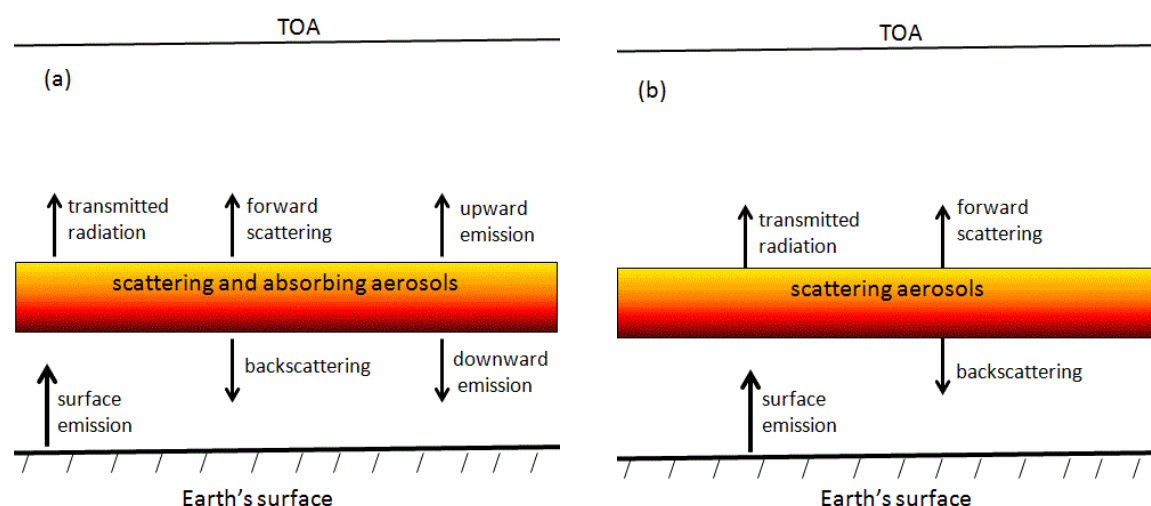 TOA
(a)
transmitted
radiation
forward
scattering
upward
emission
scattering and absorbing aerosols
backscattering
downward
emission
surface
emission
Earth’s surface
TOA
(b)
transmitted
radiation
forward
scattering
scattering aerosols
backscattering
surface
emission
Earth’s surface